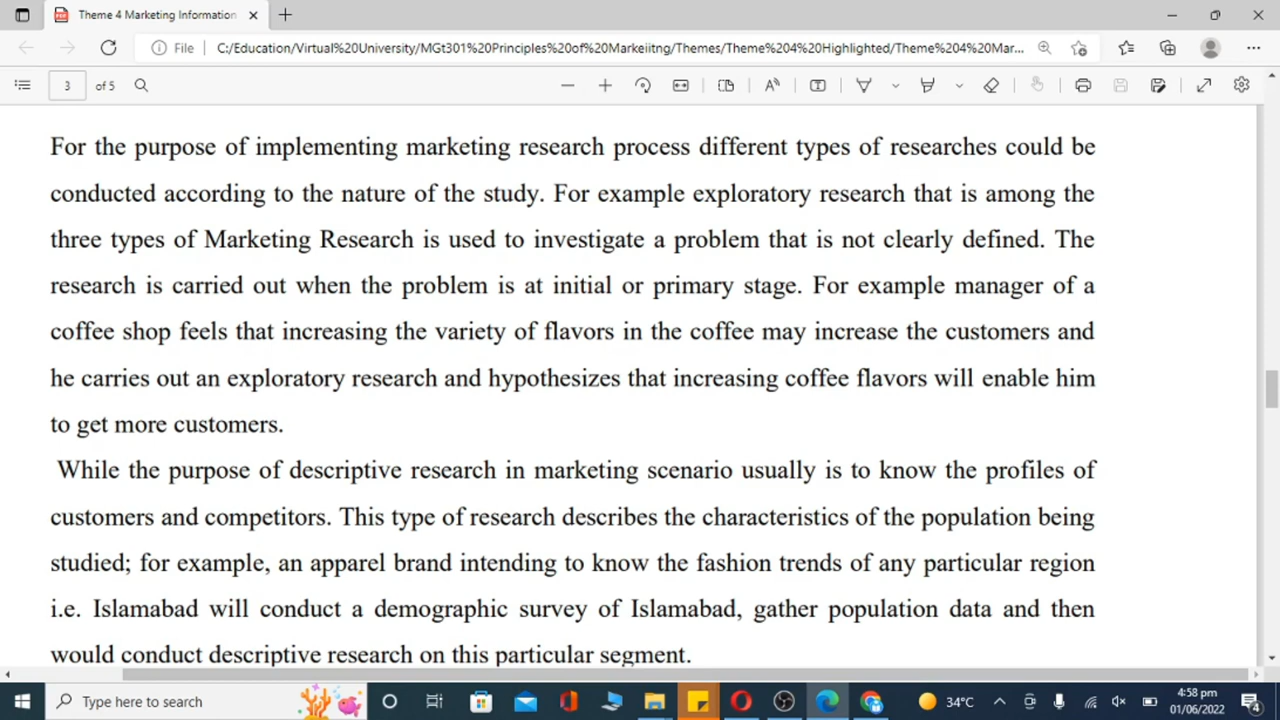 Theme 4 Marketing Information
File
C:/Education/Virtual%20University/MGt301%20Principles%20of%20Markeiitng/Themes/Theme%204%20Highlighted/Theme%204%20Mar...
3 of 5
For the purpose of implementing marketing research process different types of researches could be
conducted according to the nature of the study. For example exploratory research that is among the
three types of Marketing Research is used to investigate a problem that is not clearly defined. The
research is carried out when the problem is at initial or primary stage. For example manager of a
coffee shop feels that increasing the variety of flavors in the coffee may increase the customers and
he carries out an exploratory research and hypothesizes that increasing coffee flavors will enable him
to get more customers.
While the purpose of descriptive research in marketing scenario usually is to know the profiles of
customers and competitors. This type of research describes the characteristics of the population being
studied; for example, an apparel brand intending to know the fashion trends of any particular region
i.e. Islamabad will conduct a demographic survey of Islamabad, gather population data and then
would conduct descriptive research on this particular segment.
Type here to search
34°C
4:58 pm
01/06/2022
4